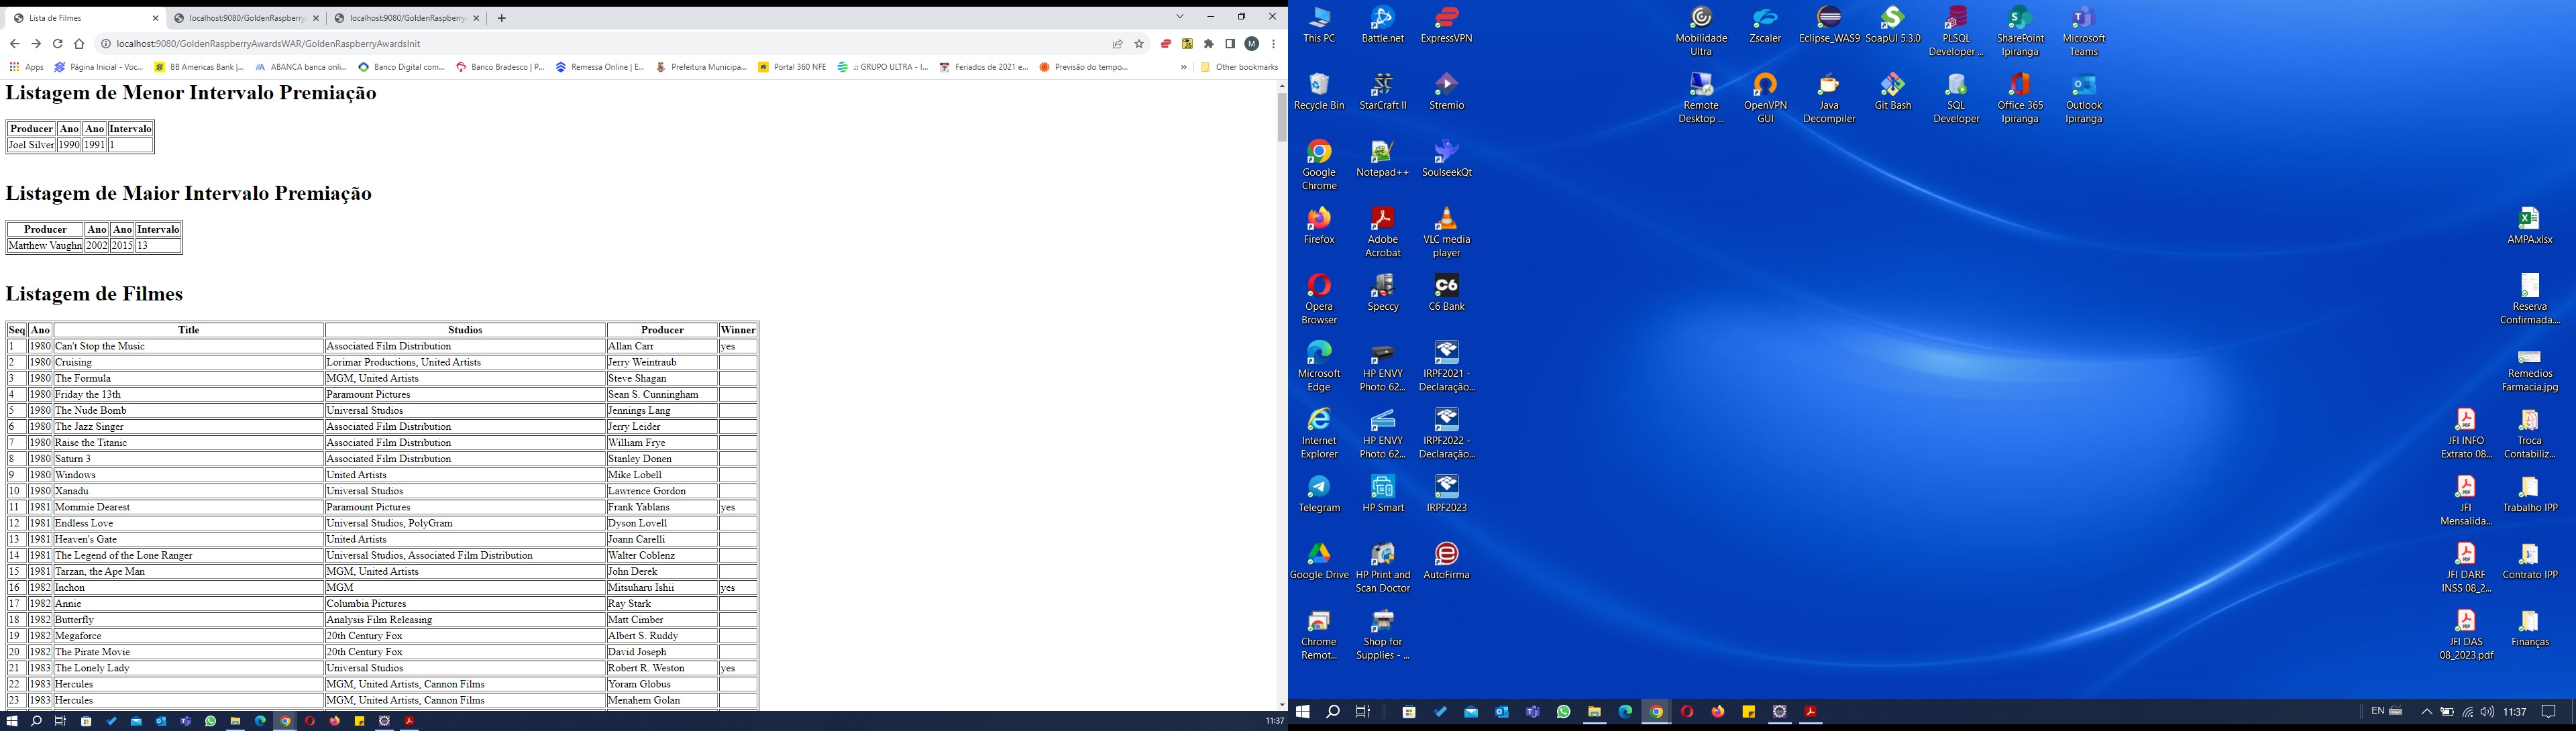 Lista de Filmes
localhost:9080/GoldenRaspberry
localhost:9080/GoldenRaspberry
localhost:9080/GoldenRaspberryAwardsWAR/GoldenRaspberryAwardsInit
M
Apps Página Inicial - Voc... BB Americas Bank |... ABANCA banca onli... Banco Digital com... Banco Bradesco | P... Remessa Online | E... Prefeitura Municipa... Portal 360 NFE .:: GRUPO ULTRA - I... Feriados de 2021 e... Previsão do tempo... » Other bookmarks
Listagem de Menor Intervalo Premiação
Producer Ano Ano Intervalo
Joel Silver 1990 1991 1
Listagem de Maior Intervalo Premiação
Producer Ano Ano Intervalo
Matthew Vaughn 2002 2015 13
Listagem de Filmes
Seq Ano Title Studios Producer Winner
1 1980 Can't Stop the Music Associated Film Distribution Allan Carr yes
2 1980 Cruising Lorimar Productions, United Artists Jerry Weintraub
3 1980 The Formula MGM, United Artists Steve Shagan
4 1980 Friday the 13th Paramount Pictures Sean S. Cunningham
5 1980 The Nude Bomb Universal Studios Jennings Lang
6 1980 The Jazz Singer Associated Film Distribution Jerry Leider
7 1980 Raise the Titanic Associated Film Distribution William Frye
8 1980 Saturn 3 Associated Film Distribution Stanley Donen
9 1980 Windows United Artists Mike Lobell
10 1980 Xanadu Universal Studios Lawrence Gordon
11 1981 Mommie Dearest Paramount Pictures Frank Yablans yes
12 1981 Endless Love Universal Studios, PolyGram Dyson Lovell
13 1981 Heaven's Gate United Artists Joann Carelli
14 1981 The Legend of the Lone Ranger Universal Studios, Associated Film Distribution Walter Coblenz
15 1981 Tarzan, the Ape Man MGM, United Artists John Derek
16 1982 Inchon MGM Mitsuharu Ishii yes
17 1982 Annie Columbia Pictures Ray Stark
18 1982 Butterfly Analysis Film Releasing Matt Cimber
19 1982 Megaforce 20th Century Fox Albert S. Ruddy
20 1982 The Pirate Movie 20th Century Fox David Joseph
21 1983 The Lonely Lady Universal Studios Robert R. Weston yes
22 1983 Hercules MGM, United Artists, Cannon Films Yoram Globus
23 1983 Hercules MGM, United Artists, Cannon Films Menahem Golan
11:37
This PC Battle.net ExpressVPN
Recycle Bin StarCraft II Stremio
Google Chrome Notepad++ SoulseekQt
Firefox Adobe Acrobat VLC media player
Opera Browser Speccy C6 Bank
Microsoft Edge HP ENVY Photo 62... IRPF2021 - Declaração...
Internet Explorer HP ENVY Photo 62... IRPF2022 - Declaração...
Telegram HP Smart IRPF2023
Google Drive HP Print and Scan Doctor AutoFirma
Chrome Remot... Shop for Supplies - ...
Mobilidade Ultra Zscaler Eclipse_WAS9 SoapUI 5.3.0 PLSQL Developer ... SharePoint Ipiranga Microsoft Teams
Remote Desktop ... OpenVPN GUI Java Decompiler Git Bash SQL Developer Office 365 Ipiranga Outlook Ipiranga
AMPA.xlsx
Reserva Confirmada....
Remedios Farmacia.jpg
JFI INFO Extrato 08... Troca Contabiliz...
JFI Mensalida... Trabalho IPP
JFI DARF INSS 08_2... Contrato IPP
JFI DAS 08_2023.pdf Finanças
EN 11:37